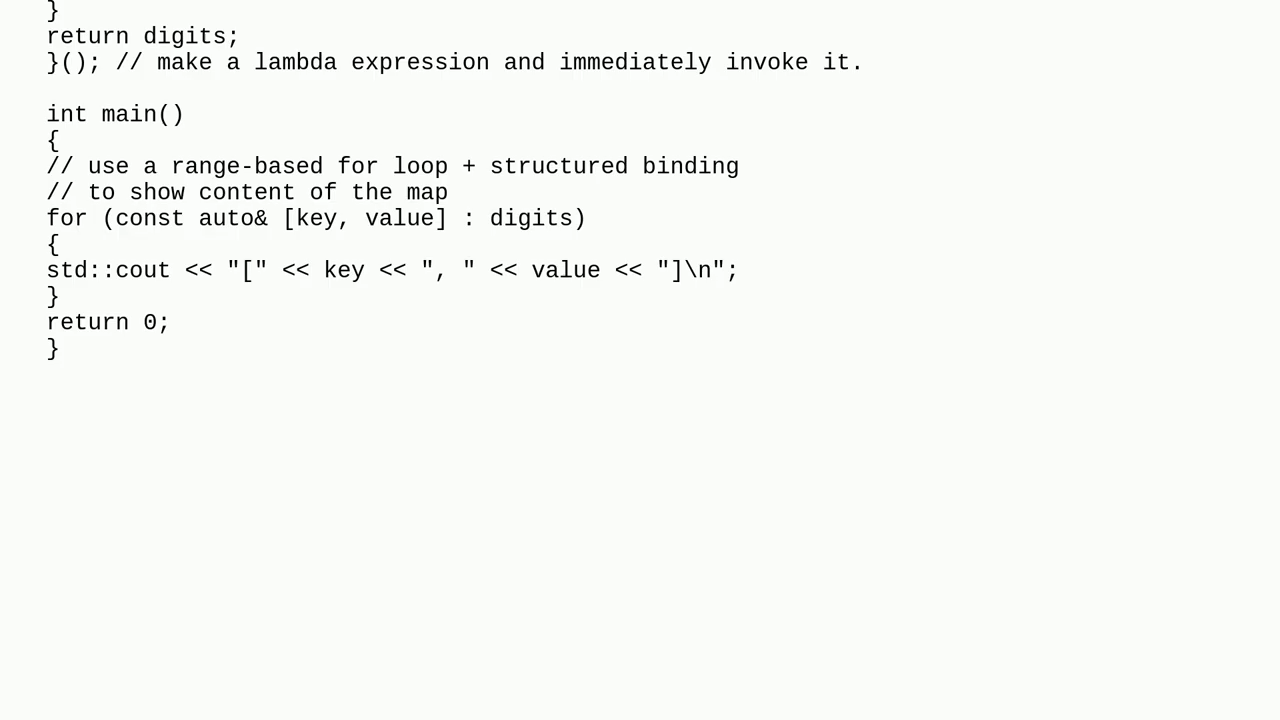 }
return digits;
}(); // make a lambda expression and immediately invoke it.
int main()
{
// use a range-based for loop + structured binding
// to show content of the map
for (const auto& [key, value] : digits)
{
std::cout << "[" << key << ", " << value << "]\n";
}
return 0;
}